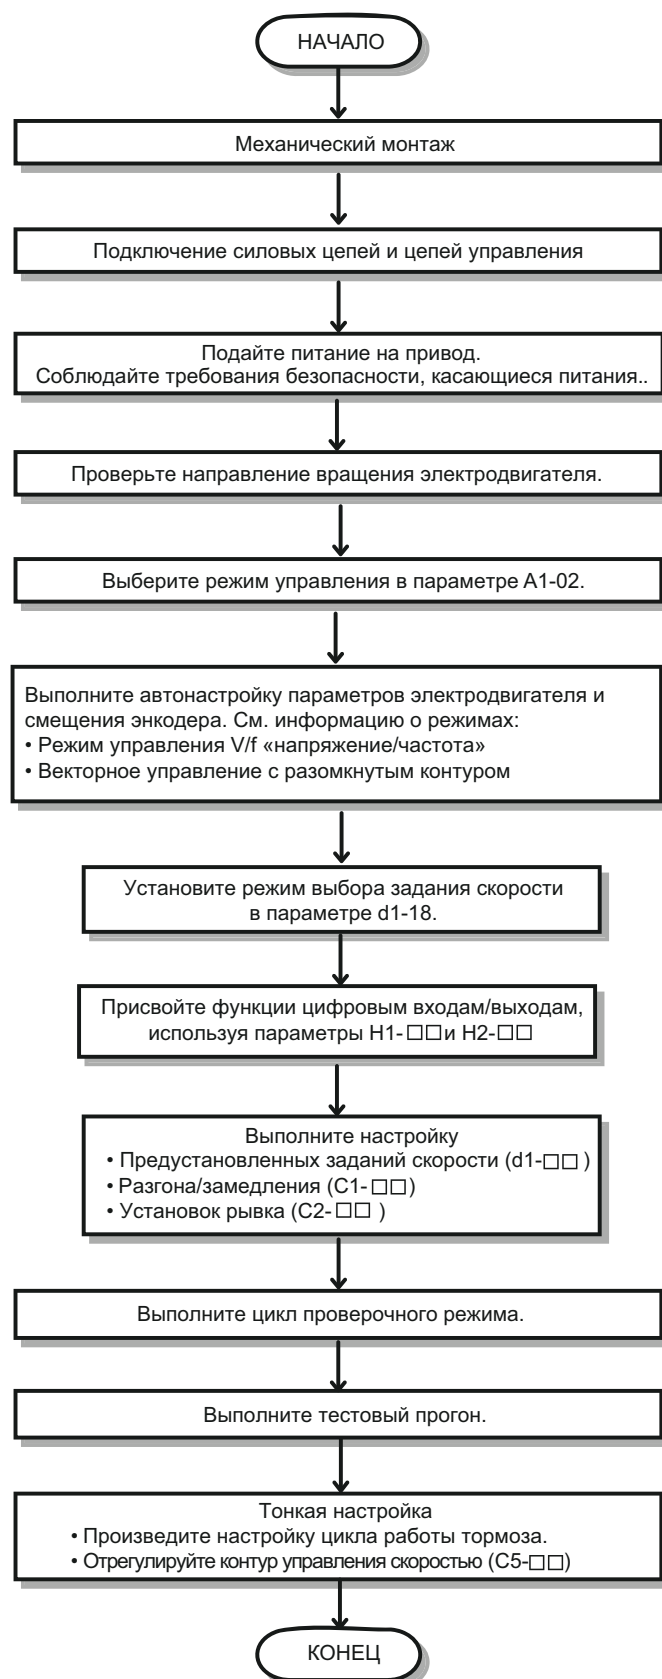 НАЧАЛО
Механический монтаж
Подключение силовых цепей и цепей управления
Подайте питание на привод.
Соблюдайте требования безопасности, касающиеся питания..
Проверьте направление вращения электродвигателя.
Выберите режим управления в параметре A1-02.
Выполните автонастройку параметров электродвигателя и
смещения энкодера. См. информацию о режимах:
• Режим управления V/f «напряжение/частота»
• Векторное управление с разомкнутым контуром
Установите режим выбора задания скорости
в параметре d1-18.
Присвойте функции цифровым входам/выходам,
используя параметры H1-□□ и H2-□□
Выполните настройку
• Предустановленных заданий скорости (d1-□□ )
• Разгона/замедления (C1-□□)
• Установок рывка (C2-□□ )
Выполните цикл проверочного режима.
Выполните тестовый прогон.
Тонкая настройка
• Произведите настройку цикла работы тормоза.
• Отрегулируйте контур управления скоростью (C5-□□)
КОНЕЦ